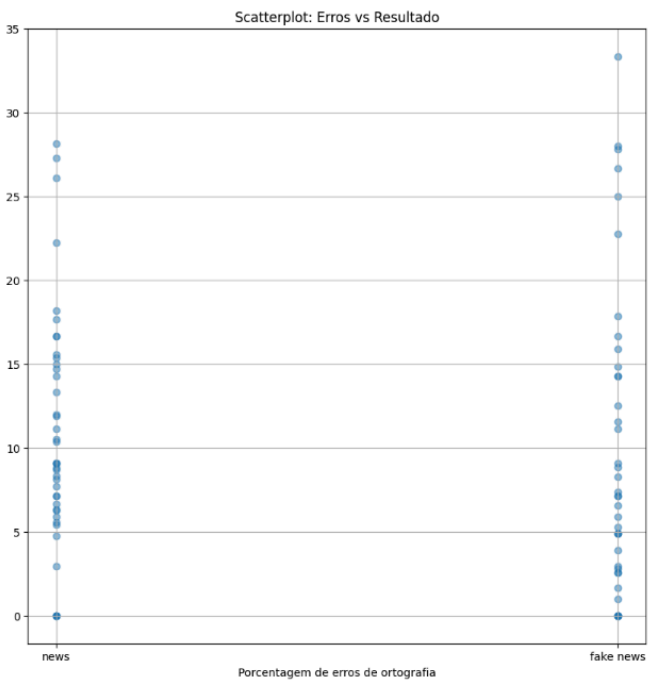 Scatterplot: Erros vs Resultado
35
30
25
20
15
10
5
0
news fake news
Porcentagem de erros de ortografia